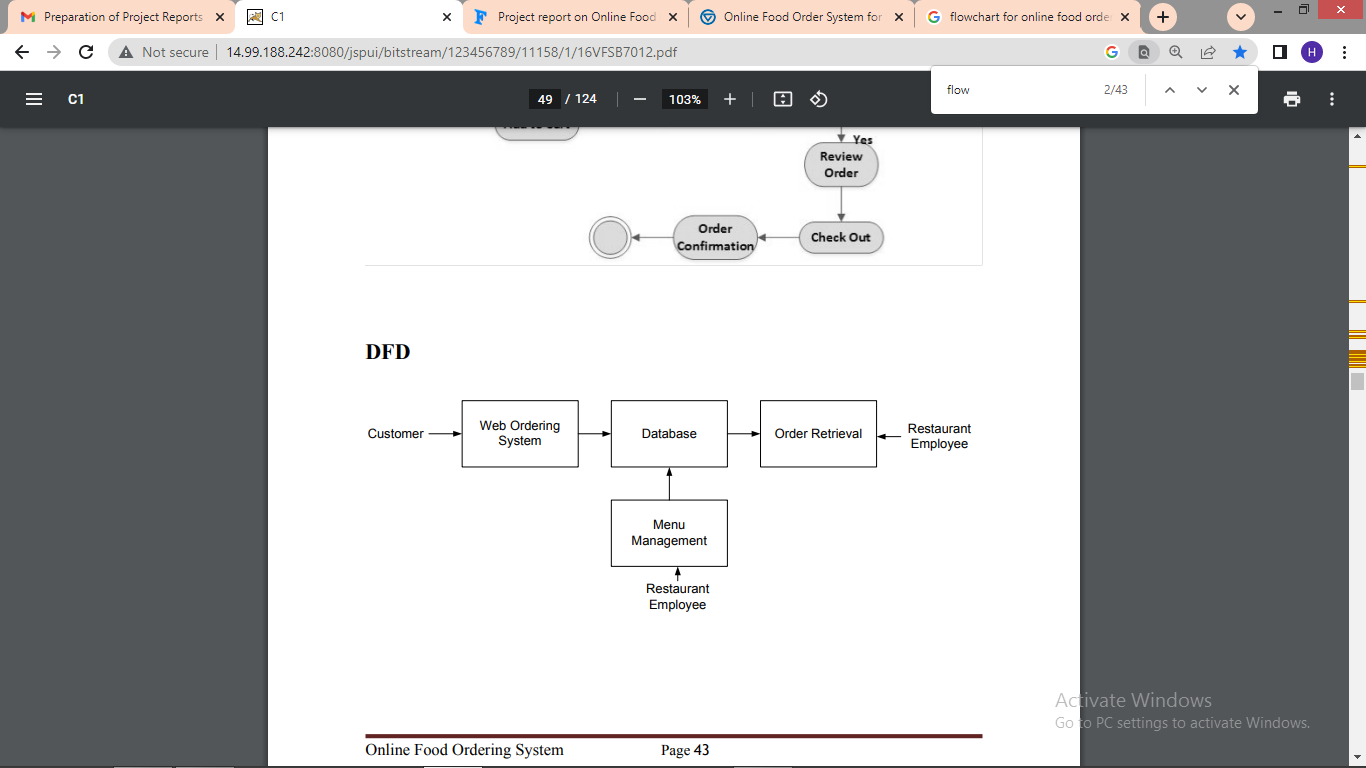 Preparation of Project Reports
C1
Project report on Online Food
Online Food Order System for
flowchart for online food orde
Not secure
14.99.188.242:8080/jspui/bitstream/123456789/11158/1/16VFSB7012.pdf
H
C1
49 / 124
103%
flow
2/43
Yes
Review
Order
Order
Confirmation
Check Out
DFD
Customer
Web Ordering
System
Database
Order Retrieval
Restaurant
Employee
Menu
Management
Restaurant
Employee
Activate Windows
Go to PC settings to activate Windows.
Online Food Ordering System
Page 43